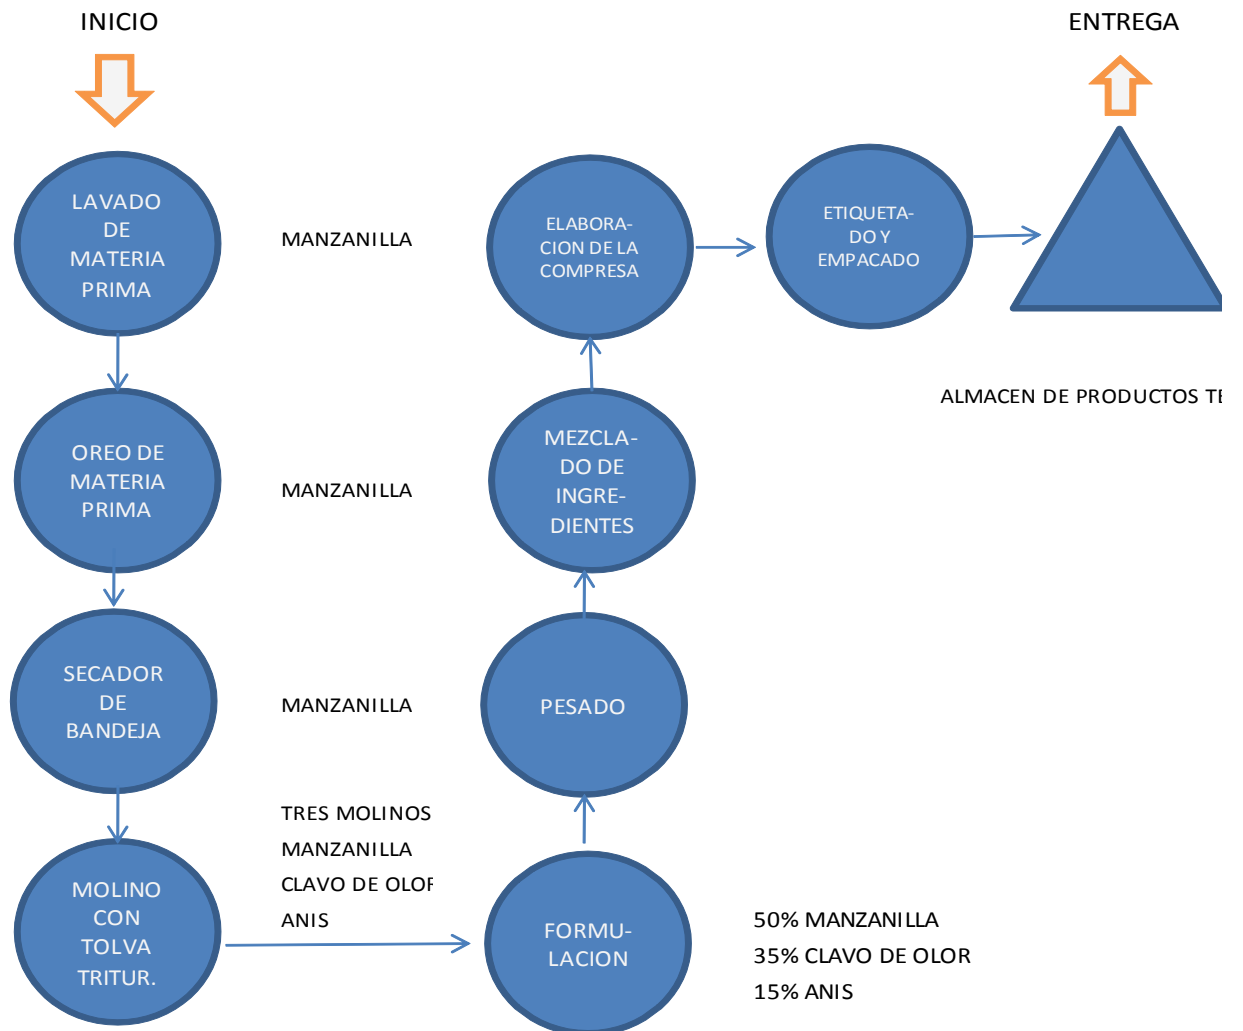 INICIO
ENTREGA
LAVADO
DE
MATERIA
PRIMA
MANZANILLA
ELABORA-
CION DE LA
COMPRESA
ETIQUETA-
DO Y
EMPACADO
ALMACEN DE PRODUCTOS TE
OREO DE
MATERIA
PRIMA
MANZANILLA
MEZCLA-
DO DE
INGRE-
DIENTES
SECADOR
DE
BANDEJA
MANZANILLA
PESADO
TRES MOLINOS
MANZANILLA
CLAVO DE OLOR
ANIS
MOLINO
CON
TOLVA
TRITUR.
FORMU-
LACION
50% MANZANILLA
35% CLAVO DE OLOR
15% ANIS